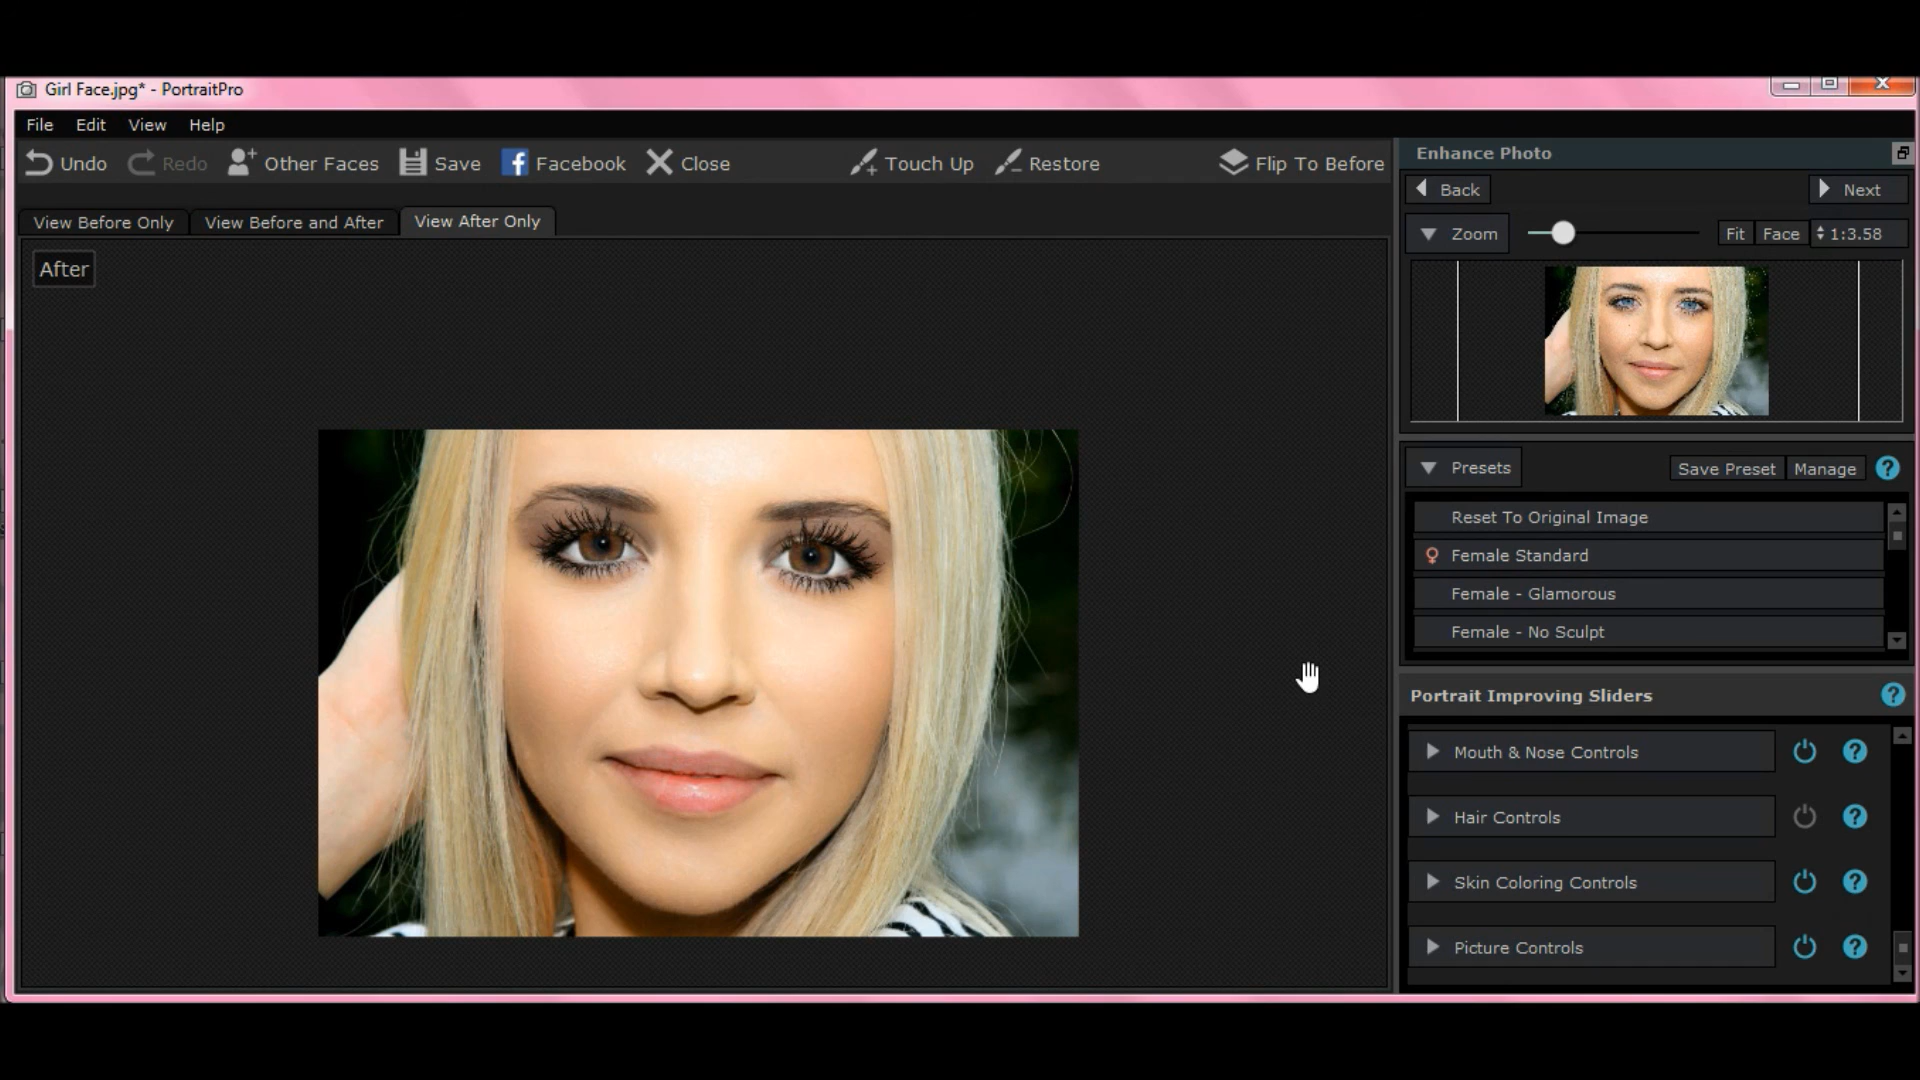 Girl Face.jpg* - PortraitPro
File Edit View Help
Undo Redo Other Faces Save Facebook Close Touch Up Restore Flip To Before
View Before Only View Before and After View After Only
After
Enhance Photo
Back Next
Zoom Fit Face 1:3.58
Presets Save Preset Manage ?
Reset To Original Image
Female Standard
Female - Glamorous
Female - No Sculpt
Portrait Improving Sliders ?
Mouth & Nose Controls ?
Hair Controls ?
Skin Coloring Controls ?
Picture Controls ?